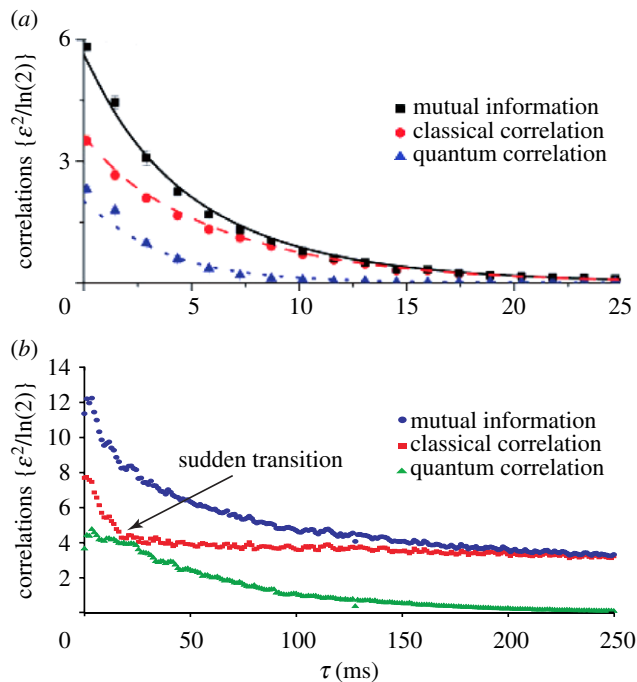 (a)
6
3
0
correlations {ε²/ln(2)}
mutual information
classical correlation
quantum correlation
5
10
15
20
25
(b)
14
12
10
8
6
4
2
0
correlations {ε²/ln(2)}
mutual information
classical correlation
quantum correlation
sudden transition
50
100
150
200
250
τ (ms)